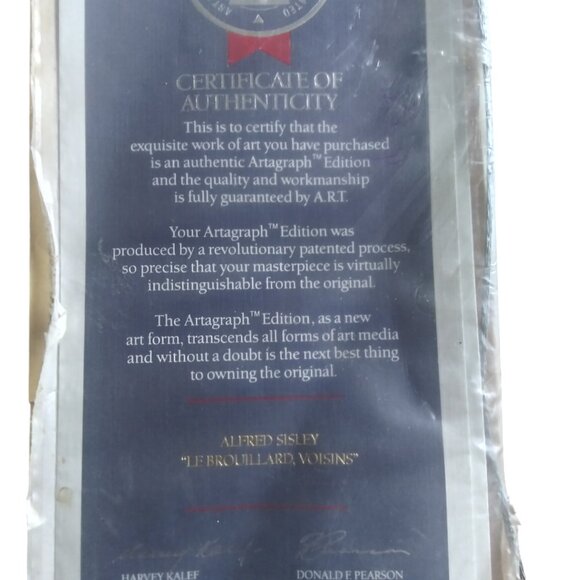 CERTIFICATE OF
AUTHENTICITY
This is to certify that the
exquisite work of art you have purchased
is an authentic Artagraph™ Edition
and the quality and workmanship
is fully guaranteed by A.R.T.
Your Artagraph™ Edition was
produced by a revolutionary patented process,
so precise that your masterpiece is virtually
indistinguishable from the original.
The Artagraph™ Edition, as a new
art form, transcends all forms of art media
and without a doubt is the next best thing
to owning the original.
ALFRED SISLEY
"LE BROUILLARD, VOISINS"
HARVEY KALEF
DONALD F. PEARSON